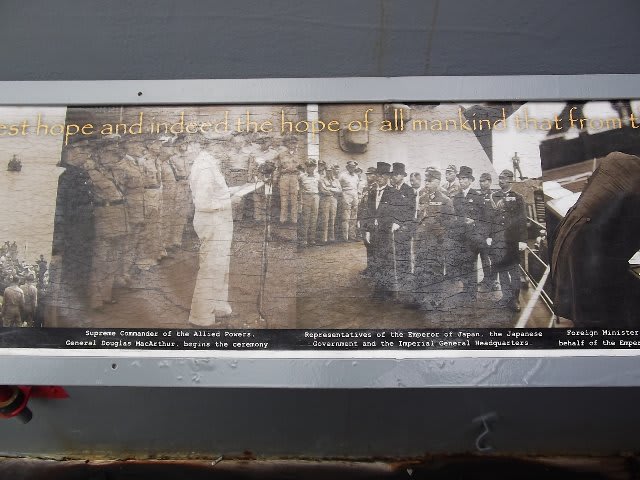 est hope and indeed the hope of all mankind that from t
Supreme Commander of the Allied Powers,
General Douglas MacArthur, begins the ceremony
Representatives of the Emperor of Japan, the Japanese
Government and the Imperial General Headquarters
Foreign Minister
behalf of the Empe